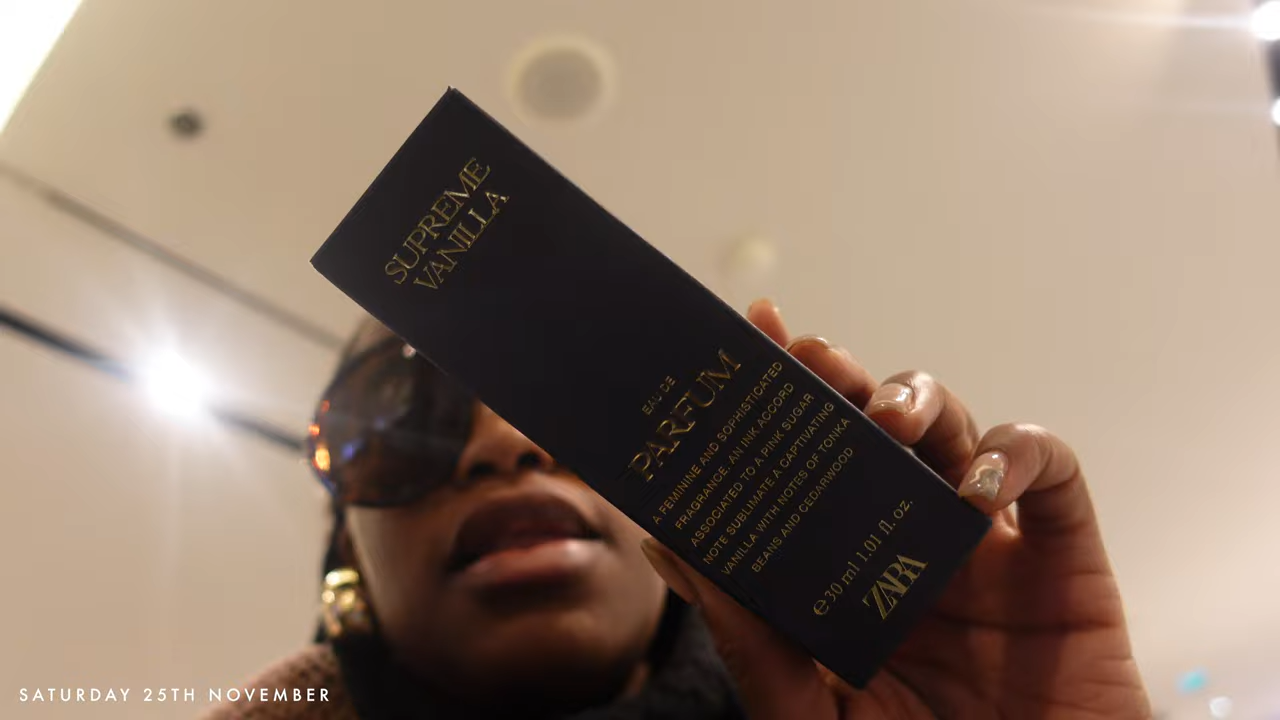 SUPREME
VANILLA
EAU DE
PARFUM
A FEMININE AND SOPHISTICATED
FRAGRANCE. AN INK ACCORD
ASSOCIATED TO A PINK SUGAR
NOTE SUBLIMATE A CAPTIVATING
VANILLA WITH NOTES OF TONKA
BEANS AND CEDARWOOD
℮ 30 ml 1.01 fl. oz.
ZARA
SATURDAY 25TH NOVEMBER